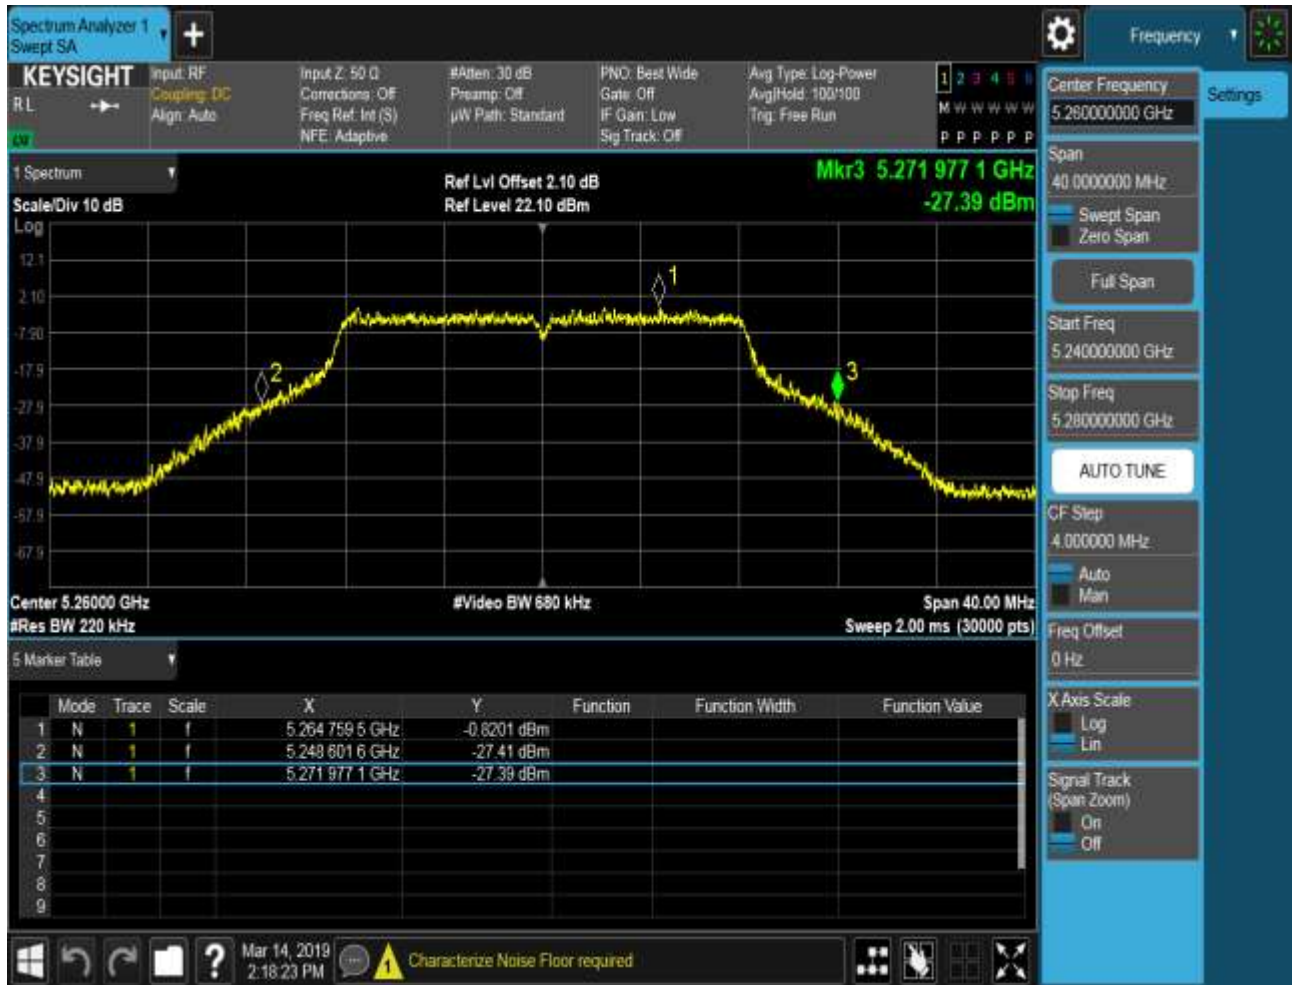 Spectrum Analyzer 1
Swept SA
Frequency
KEYSIGHT
R L
Input: RF
Coupling: DC
Align: Auto
Input Z: 50 Ω
Corrections: Off
Freq Ref: Int (S)
NFE: Adaptive
#Atten: 30 dB
Preamp: Off
µW Path: Standard
PNO: Best Wide
Gate: Off
IF Gain: Low
Sig Track: Off
Avg Type: Log-Power
Avg|Hold: 100/100
Trig: Free Run
1 2 3 4 5 6
M W W W W W
P P P P P P
1 Spectrum
Scale/Div 10 dB
Ref Lvl Offset 2.10 dB
Ref Level 22.10 dBm
Mkr3 5.271 977 1 GHz
-27.39 dBm
Log
12.1
2.10
-7.90
-17.9
-27.9
-37.9
-47.9
-57.9
-67.9
1
2
3
Center 5.26000 GHz
#Video BW 680 kHz
Span 40.00 MHz
#Res BW 220 kHz
Sweep 2.00 ms (30000 pts)
5 Marker Table
Mode Trace Scale X Y Function Function Width Function Value
1 N 1 f 5.264 759 5 GHz -0.8201 dBm
2 N 1 f 5.248 601 6 GHz -27.41 dBm
3 N 1 f 5.271 977 1 GHz -27.39 dBm
4
5
6
7
8
9
Mar 14, 2019
2:18:23 PM
Characterize Noise Floor required
Center Frequency
5.260000000 GHz
Settings
Span
40.0000000 MHz
Swept Span
Zero Span
Full Span
Start Freq
5.240000000 GHz
Stop Freq
5.280000000 GHz
AUTO TUNE
CF Step
4.000000 MHz
Auto
Man
Freq Offset
0 Hz
X Axis Scale
Log
Lin
Signal Track
(Span Zoom)
On
Off